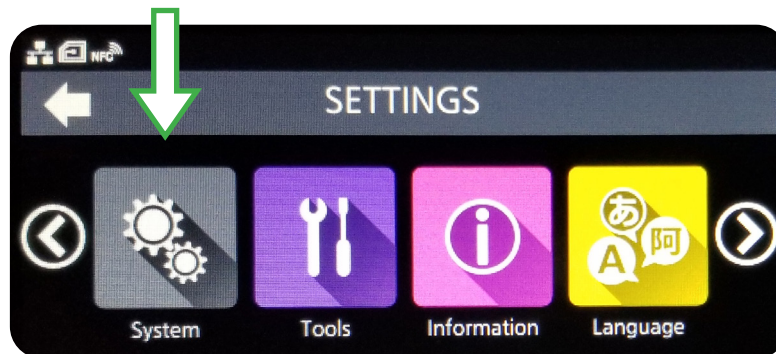 NFC
SETTINGS
あ
A 阿
System Tools Information Language